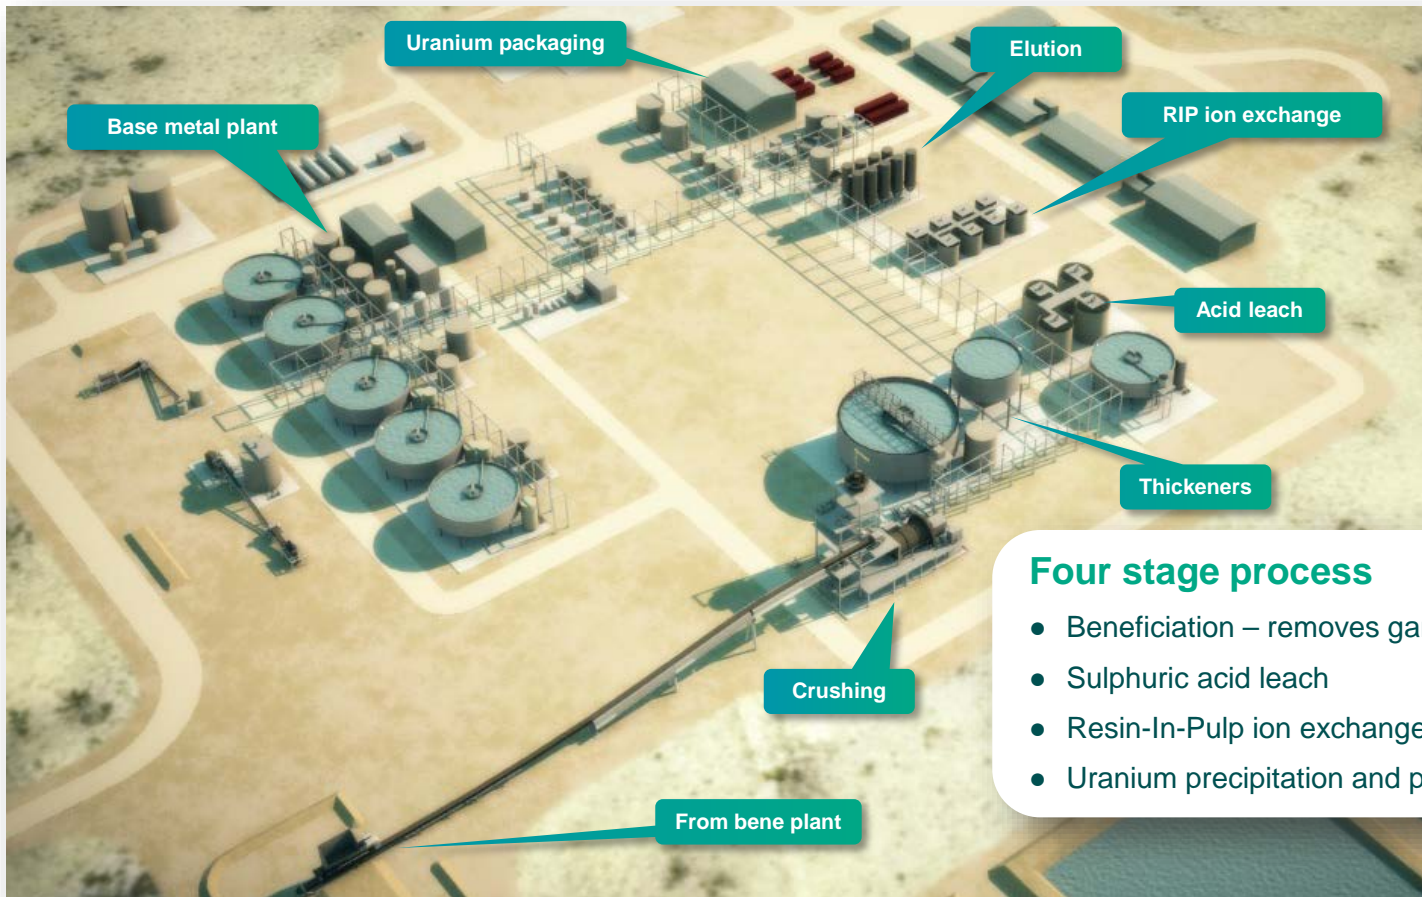 Uranium packaging
Elution
Base metal plant
RIP ion exchange
Acid leach
Thickeners
Four stage process
● Beneficiation – removes
● Sulphuric acid leach
● Resin-In-Pulp ion exchange
● Uranium precipitation and
Crushing
From bene plant